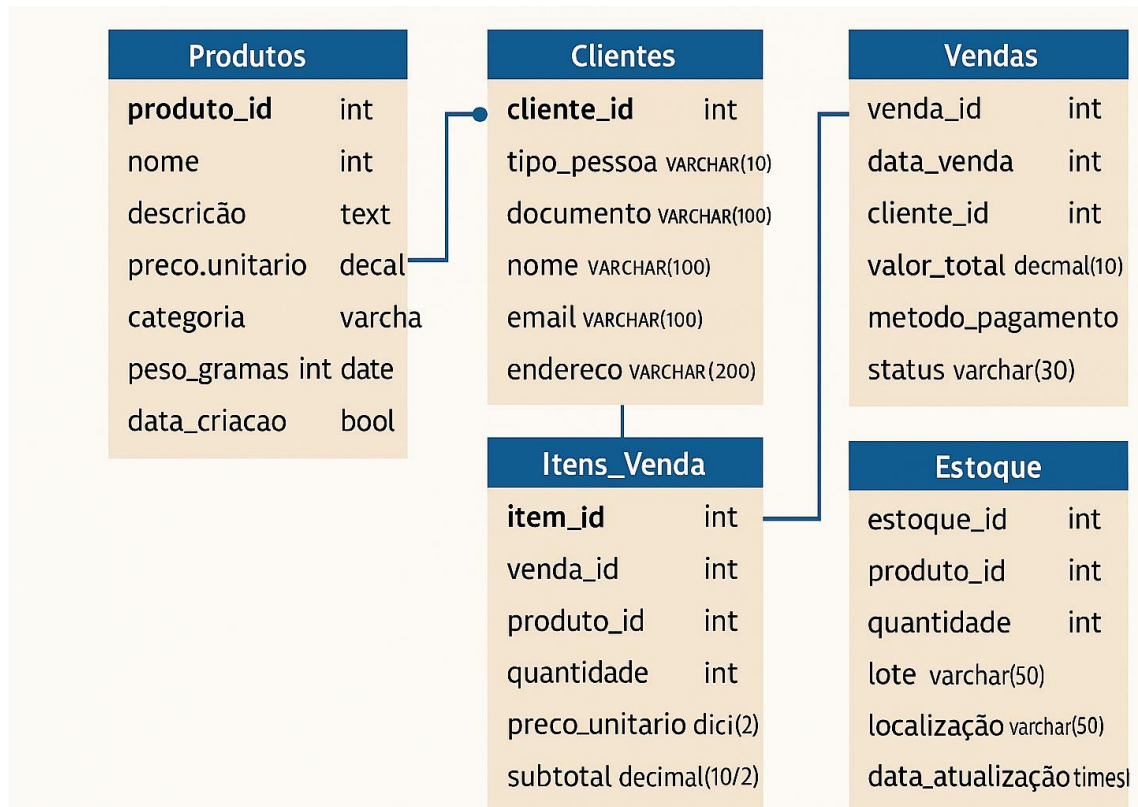 Produtos
produto_id int
nome int
descricão text
preco.unitario decal
categoria varcha
peso_gramas int date
data_criacao bool
Clientes
cliente_id int
tipo_pessoa VARCHAR(10)
documento VARCHAR(100)
nome VARCHAR(100)
email VARCHAR(100)
endereco VARCHAR(200)
Vendas
venda_id int
data_venda int
cliente_id int
valor_total decmal(10)
metodo_pagamento
status varchar(30)
Itens_Venda
item_id int
venda_id int
produto_id int
quantidade int
preco_unitario dici(2)
subtotal decimal(10/2)
Estoque
estoque_id int
produto_id int
quantidade int
lote varchar(50)
localização varchar(50)
data_atualização times